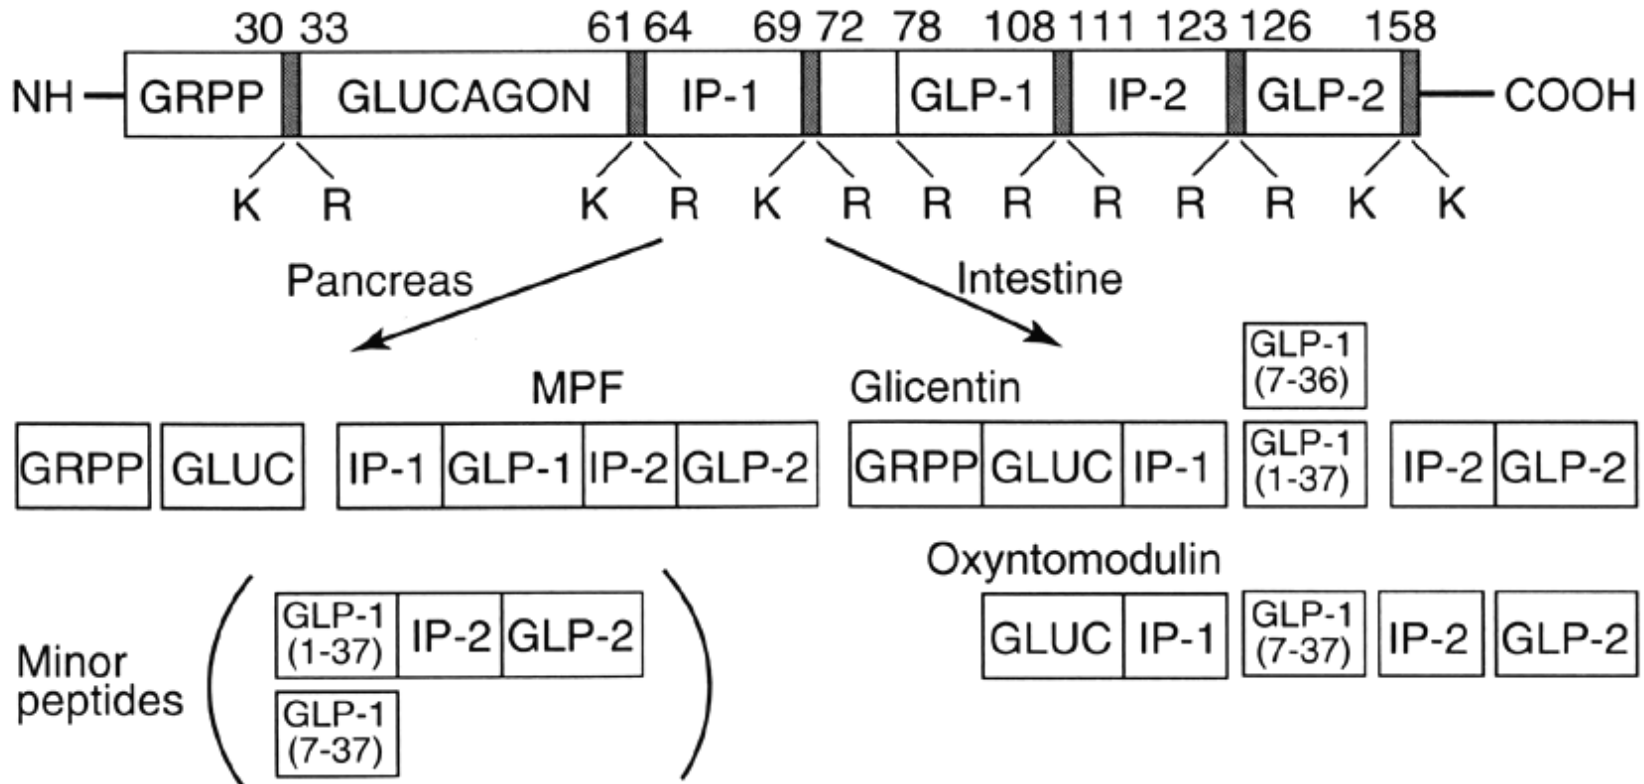 30 33 61 64 69 72 78 108 111 123 126 158
NH GRPP GLUCAGON IP-1 GLP-1 IP-2 GLP-2 COOH
K R K R K R R R R R R K K
Pancreas
Intestine
MPF
Glicentin
GLP-1
(7-36)
GRPP GLUC IP-1 GLP-1 IP-2 GLP-2 GRPP GLUC IP-1
GLP-1
(1-37)
IP-2 GLP-2
Oxyntomodulin
Minor
peptides
GLP-1
(1-37)
IP-2 GLP-2
GLP-1
(7-37)
GLUC IP-1
GLP-1
(7-37)
IP-2 GLP-2